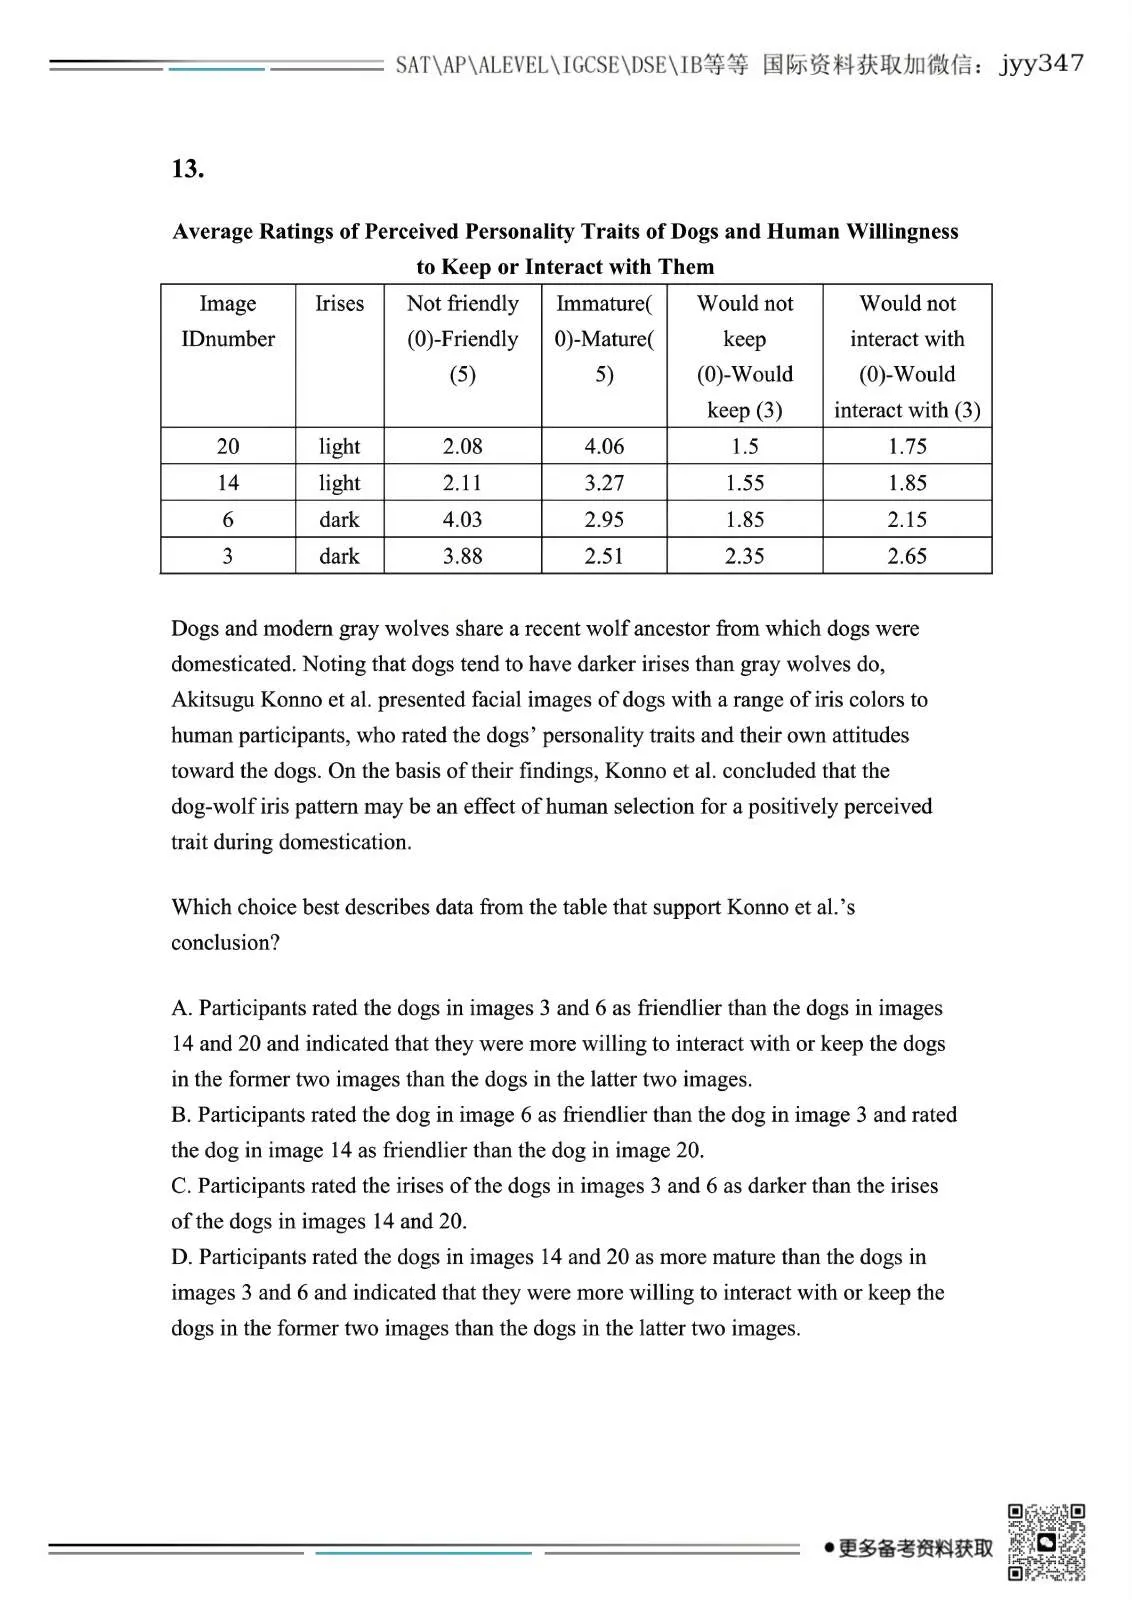 SAT\AP\ALEVEL\IGCSE\DSE\IB等等 国际资料获取加微信: jyy347
13.
Average Ratings of Perceived Personality Traits of Dogs and Human Willingness
to Keep or Interact with Them
Image IDnumber | Irises | Not friendly (0)-Friendly (5) | Immature( 0)-Mature( 5) | Would not keep (0)-Would keep (3) | Would not interact with (0)-Would interact with (3)
20 | light | 2.08 | 4.06 | 1.5 | 1.75
14 | light | 2.11 | 3.27 | 1.55 | 1.85
6 | dark | 4.03 | 2.95 | 1.85 | 2.15
3 | dark | 3.88 | 2.51 | 2.35 | 2.65
Dogs and modern gray wolves share a recent wolf ancestor from which dogs were
domesticated. Noting that dogs tend to have darker irises than gray wolves do,
Akitsugu Konno et al. presented facial images of dogs with a range of iris colors to
human participants, who rated the dogs’ personality traits and their own attitudes
toward the dogs. On the basis of their findings, Konno et al. concluded that the
dog-wolf iris pattern may be an effect of human selection for a positively perceived
trait during domestication.
Which choice best describes data from the table that support Konno et al.’s
conclusion?
A. Participants rated the dogs in images 3 and 6 as friendlier than the dogs in images
14 and 20 and indicated that they were more willing to interact with or keep the dogs
in the former two images than the dogs in the latter two images.
B. Participants rated the dog in image 6 as friendlier than the dog in image 3 and rated
the dog in image 14 as friendlier than the dog in image 20.
C. Participants rated the irises of the dogs in images 3 and 6 as darker than the irises
of the dogs in images 14 and 20.
D. Participants rated the dogs in images 14 and 20 as more mature than the dogs in
images 3 and 6 and indicated that they were more willing to interact with or keep the
dogs in the former two images than the dogs in the latter two images.
●更多备考资料获取